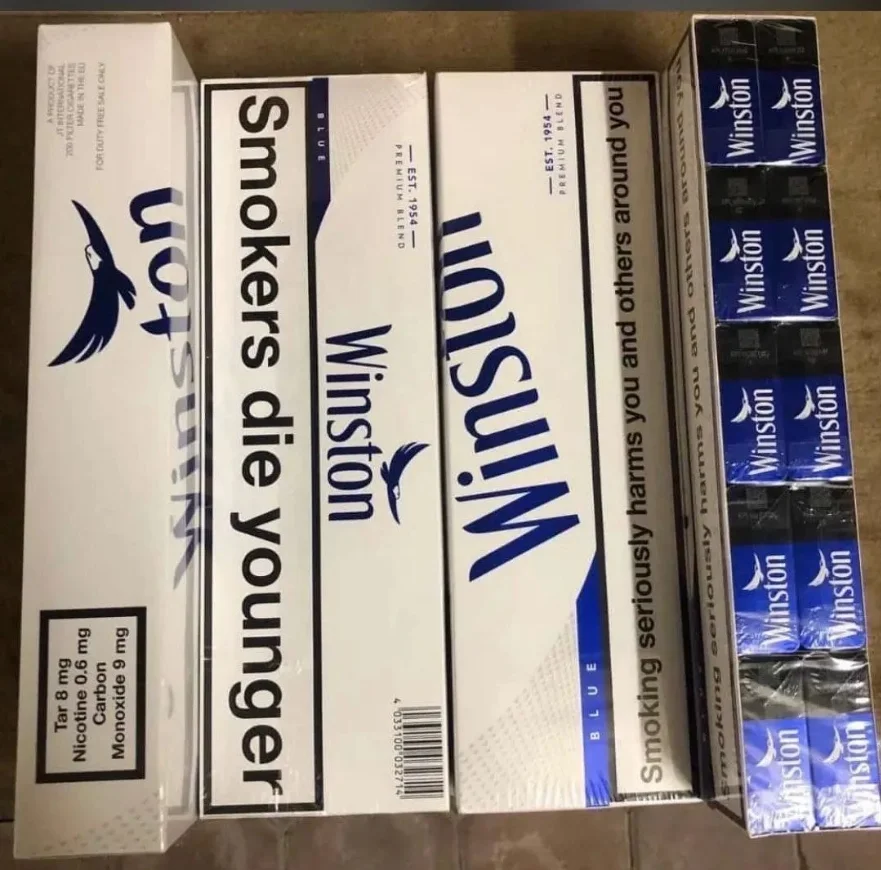 A PRODUCT OF
JT INTERNATIONAL
200 FILTER CIGARETTES
MADE IN THE EU
FOR DUTY FREE SALE ONLY
Winston
Tar 8 mg
Nicotine 0.6 mg
Carbon
Monoxide 9 mg
Smokers die younger
BLUE
— EST. 1954 —
PREMIUM BLEND
Winston
4 033100 032714
— EST. 1954 —
PREMIUM BLEND
Winston
BLUE
Smoking seriously harms you and others around you
Smoking seriously harms you and others around you
Winston
Winston
Winston
Winston
Winston
Winston
Winston
Winston
Winston
Winston